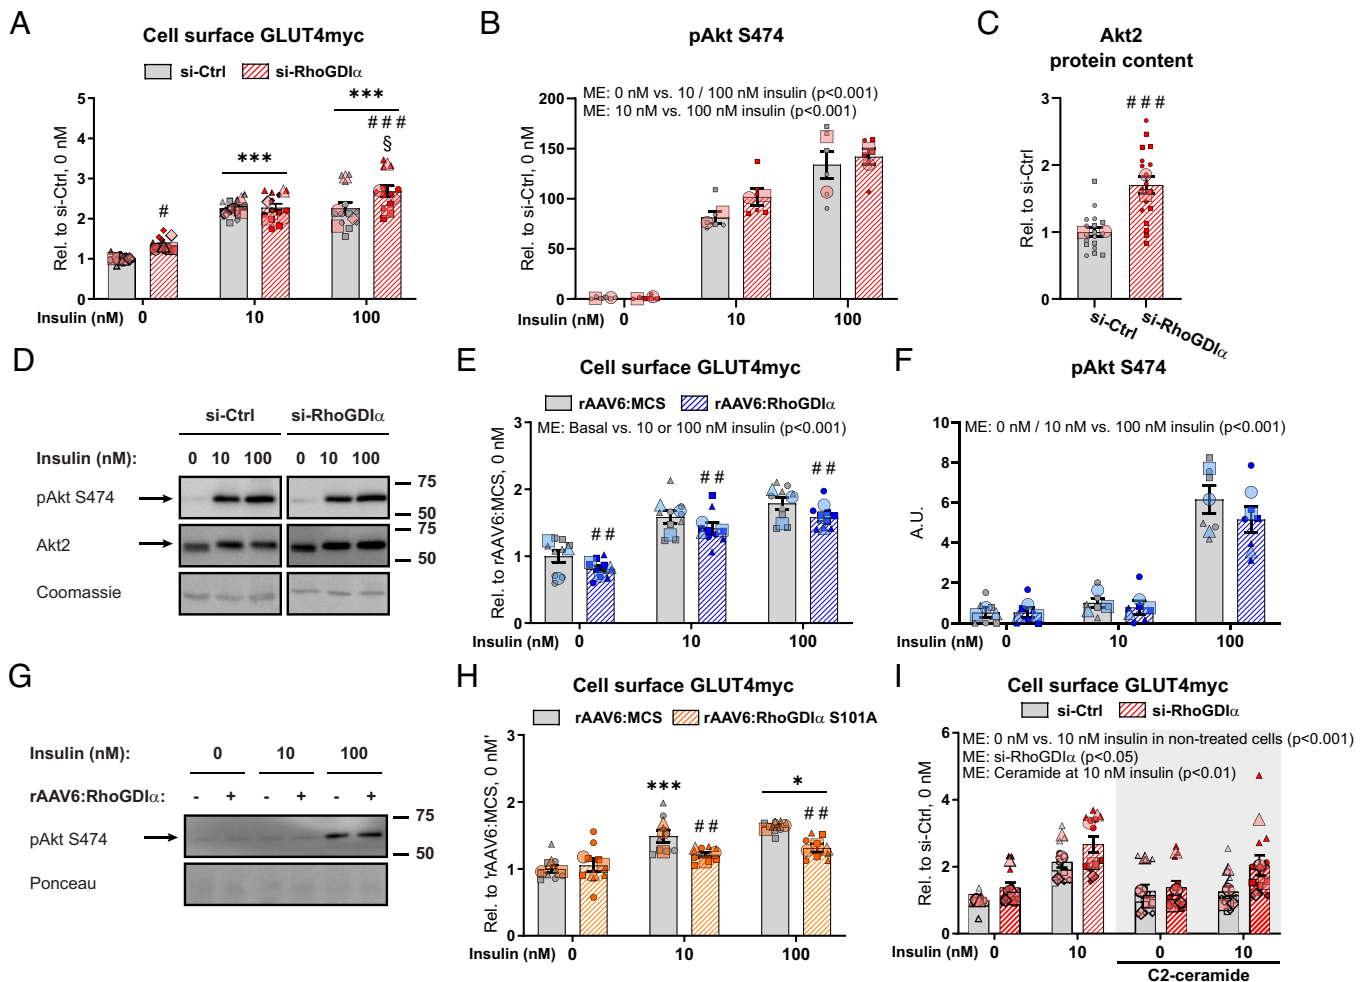 A
Cell surface GLUT4myc
si-Ctrl si-RhoGDIα
Rel. to si-Ctrl, 0 nM
5
4
3
2
1
0
#
***
***
###
§
Insulin (nM) 0 10 100
B
pAkt S474
ME: 0 nM vs. 10 / 100 nM insulin (p<0.001)
ME: 10 nM vs. 100 nM insulin (p<0.001)
Rel. to si-Ctrl, 0 nM
200
150
100
50
0
Insulin (nM) 0 10 100
C
Akt2
protein content
Rel. to si-Ctrl
3
2
1
0
###
si-Ctrl
si-RhoGDIα
D
si-Ctrl si-RhoGDIα
Insulin (nM): 0 10 100 0 10 100
pAkt S474
75
50
Akt2
75
50
Coomassie
E
Cell surface GLUT4myc
rAAV6:MCS rAAV6:RhoGDIα
ME: Basal vs. 10 or 100 nM insulin (p<0.001)
Rel. to rAAV6:MCS, 0 nM
3
2
1
0
##
##
##
Insulin (nM) 0 10 100
F
pAkt S474
ME: 0 nM / 10 nM vs. 100 nM insulin (p<0.001)
A.U.
10
8
6
4
2
0
Insulin (nM) 0 10 100
G
Insulin (nM): 0 10 100
rAAV6:RhoGDIα: - + - + - +
pAkt S474
75
50
Ponceau
H
Cell surface GLUT4myc
rAAV6:MCS rAAV6:RhoGDIα S101A
Rel. to 'rAAV6:MCS, 0 nM'
3
2
1
0
***
##
*
##
Insulin (nM) 0 10 100
I
Cell surface GLUT4myc
si-Ctrl si-RhoGDIα
ME: 0 nM vs. 10 nM insulin in non-treated cells (p<0.001)
ME: si-RhoGDIα (p<0.05)
ME: Ceramide at 10 nM insulin (p<0.01)
Rel. to si-Ctrl, 0 nM
6
4
2
0
Insulin (nM) 0 10 0 10
C2-ceramide